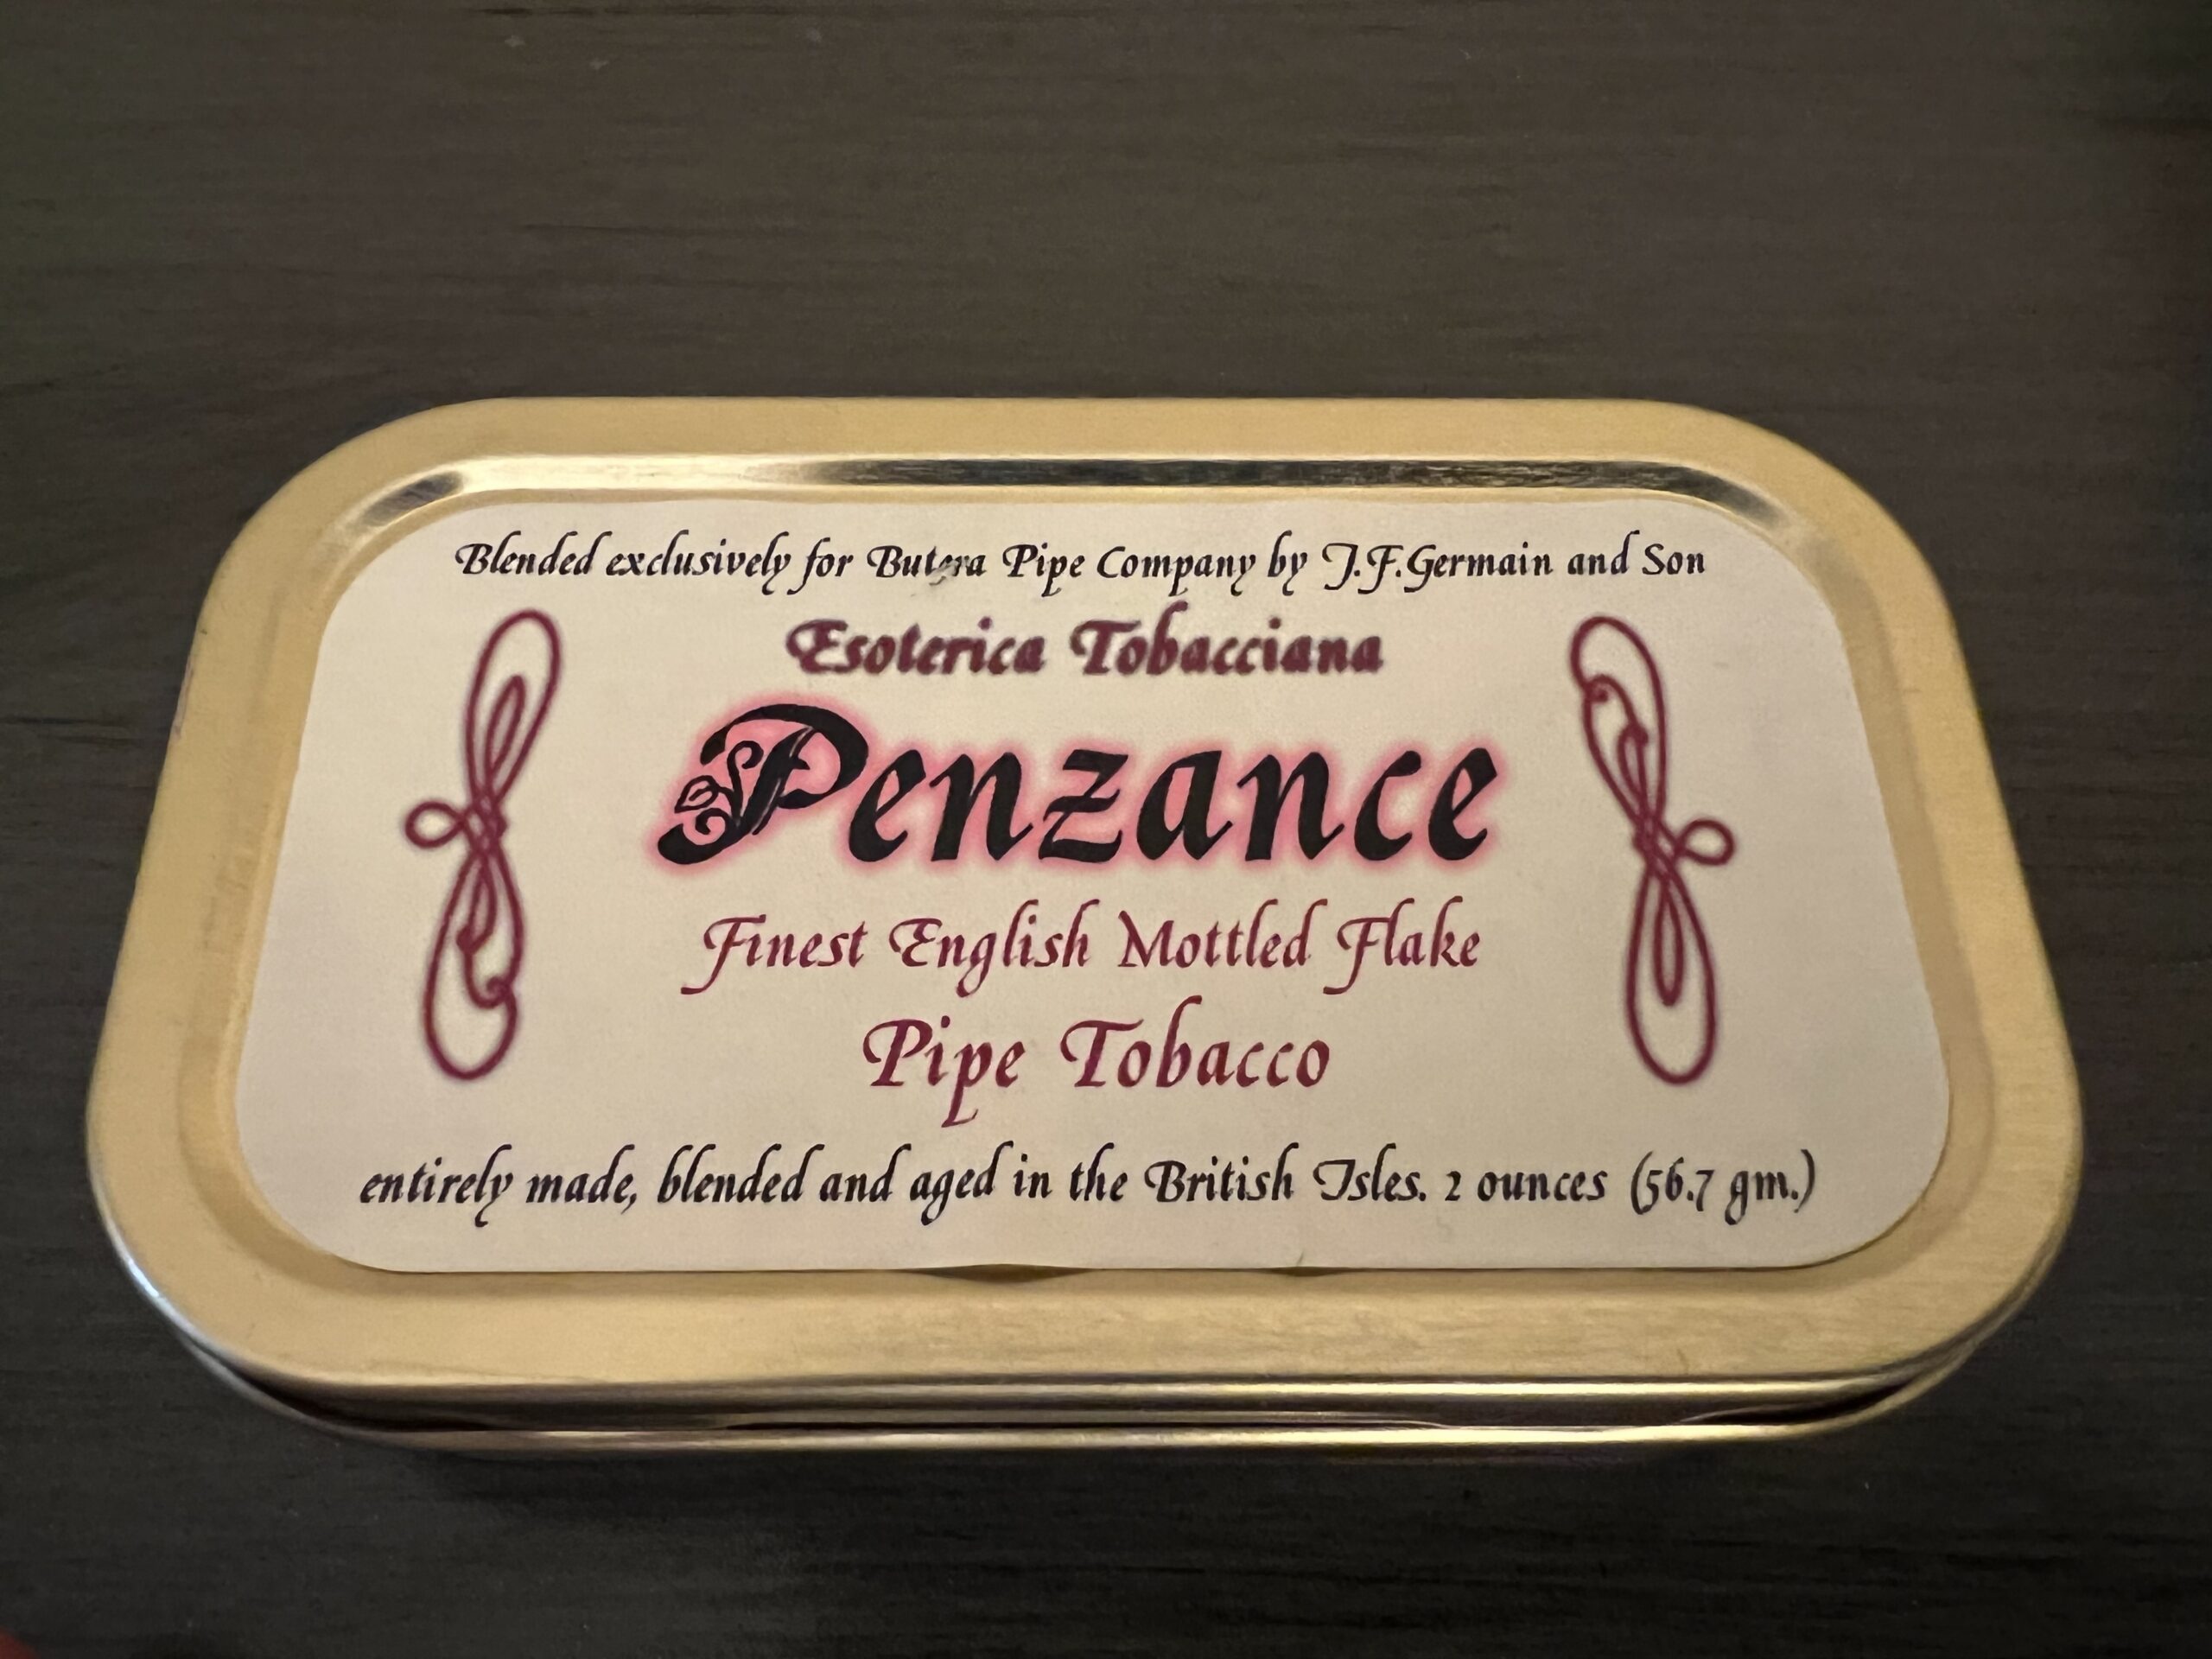 Blended exclusively for Butera Pipe Company by J.F.Germain and Son
Esoterica Tobacciana
Penzance
Finest English Mottled Flake
Pipe Tobacco
entirely made, blended and aged in the British Isles. 2 ounces (56.7 gm.)